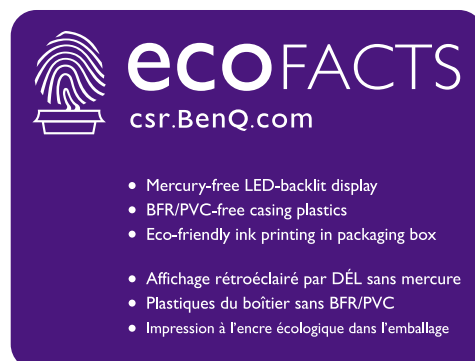 ecoFACTS
csr.BenQ.com
• Mercury-free LED-backlit display
• BFR/PVC-free casing plastics
• Eco-friendly ink printing in packaging box
• Affichage rétroéclairé par DÉL sans mercure
• Plastiques du boîtier sans BFR/PVC
• Impression à l'encre écologique dans l'emballage